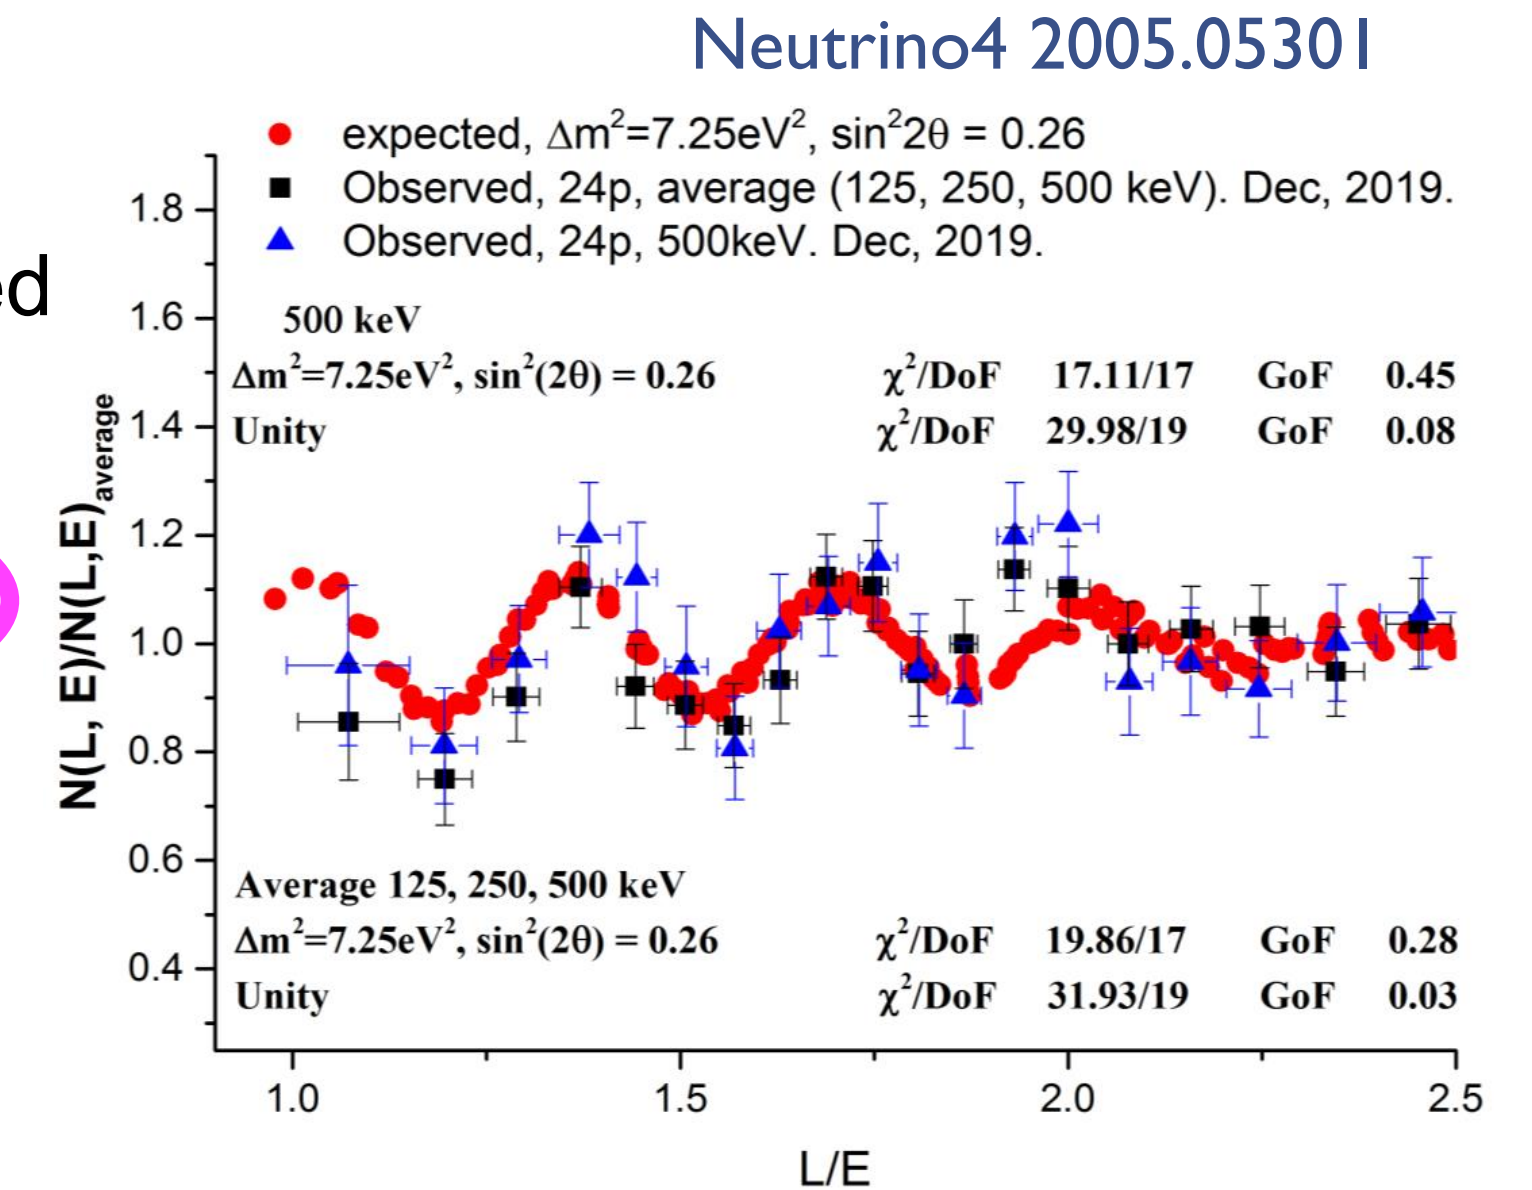 Neutrino4 2005.05301
expected, Δm²=7.25eV², sin²2θ = 0.26
Observed, 24p, average (125, 250, 500 keV). Dec, 2019.
Observed, 24p, 500keV. Dec, 2019.
ed
500 keV
Δm²=7.25eV², sin²(2θ) = 0.26 χ²/DoF 17.11/17 GoF 0.45
Unity χ²/DoF 29.98/19 GoF 0.08
N(L, E)/N(L,E)average
1.8
1.6
1.4
1.2
1.0
0.8
0.6
0.4
Average 125, 250, 500 keV
Δm²=7.25eV², sin²(2θ) = 0.26 χ²/DoF 19.86/17 GoF 0.28
Unity χ²/DoF 31.93/19 GoF 0.03
1.0 1.5 2.0 2.5
L/E